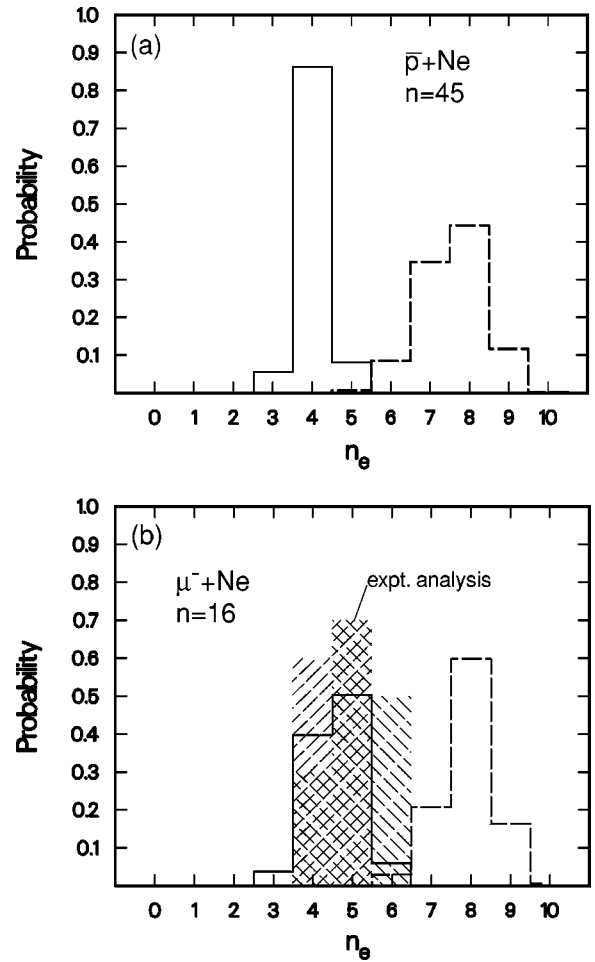 (a)
p̅+Ne
n=45
1.0
0.9
0.8
0.7
0.6
0.5
0.4
0.3
0.2
0.1
Probability
0 1 2 3 4 5 6 7 8 9 10
nₑ
(b)
μ⁻+Ne
n=16
expt. analysis
1.0
0.9
0.8
0.7
0.6
0.5
0.4
0.3
0.2
0.1
Probability
0 1 2 3 4 5 6 7 8 9 10
nₑ